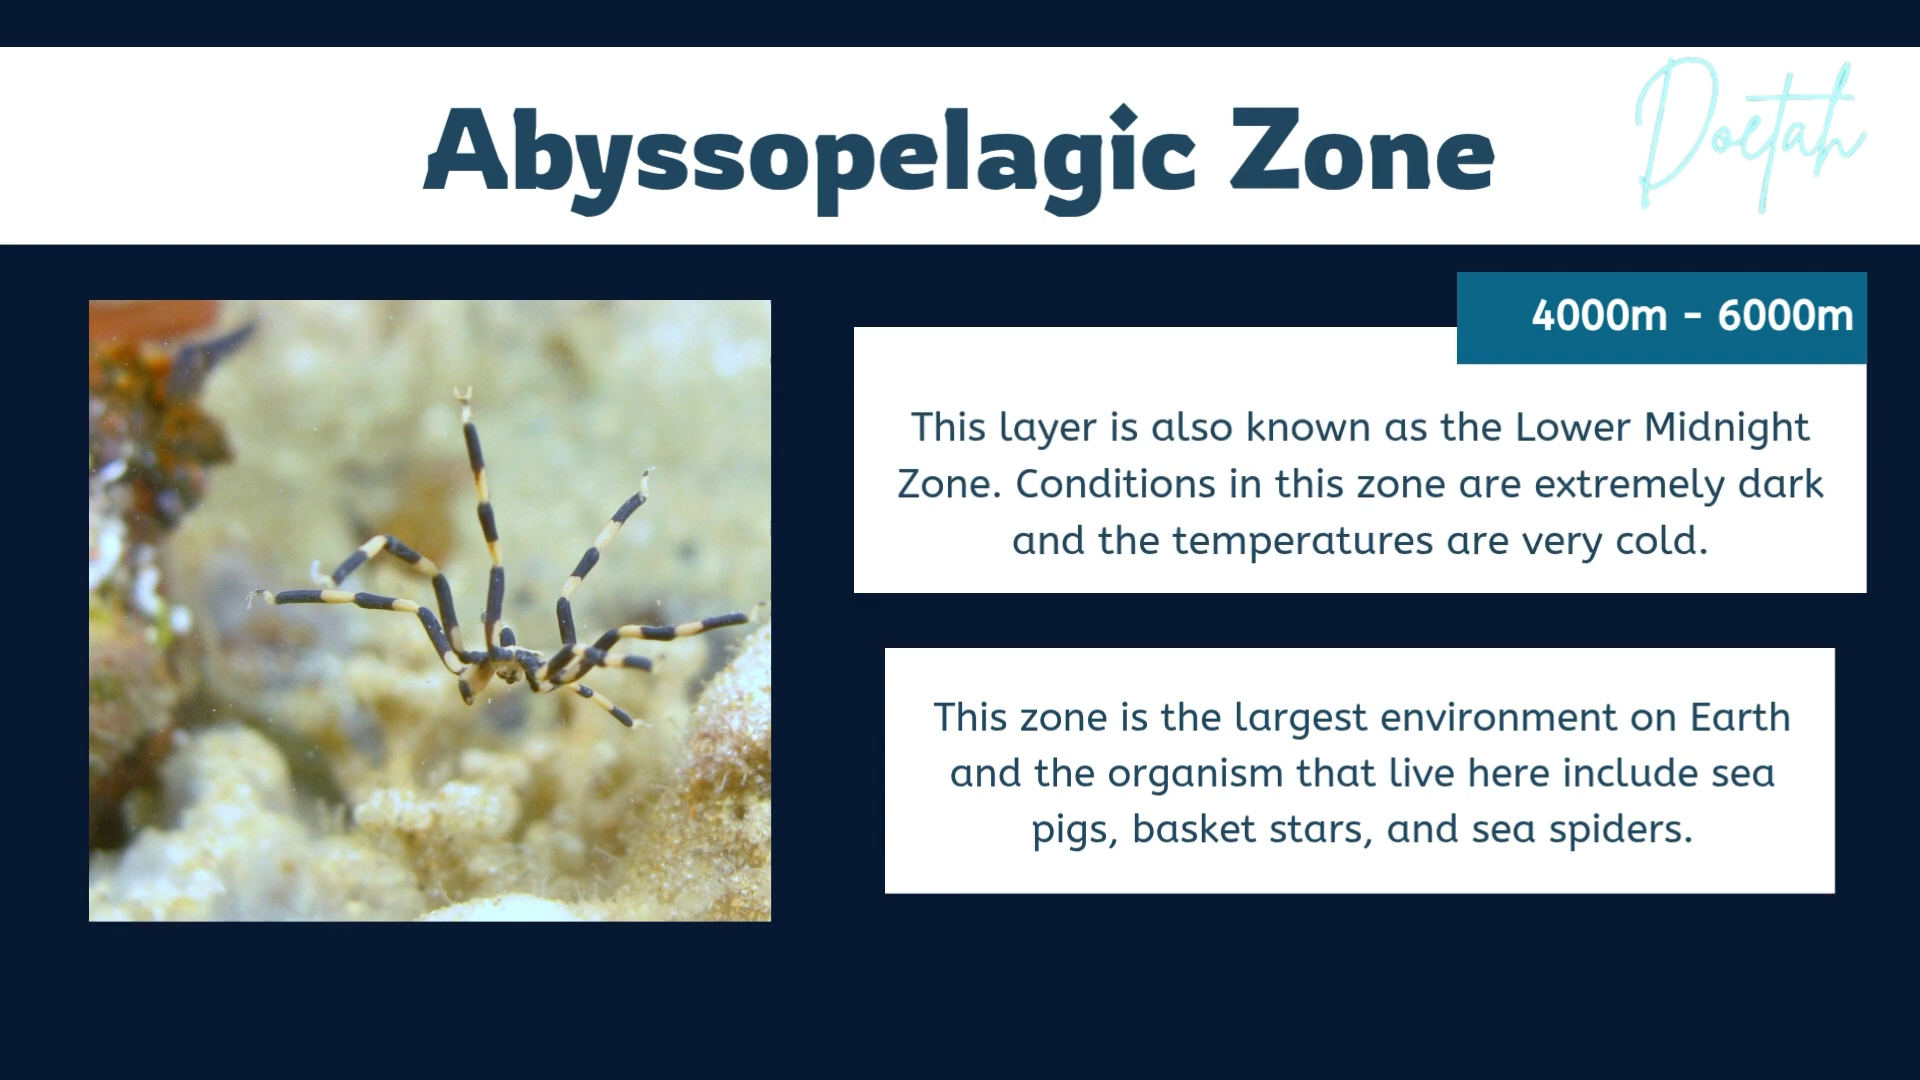 Abyssopelagic Zone
Doctah
4000m - 6000m
This layer is also known as the Lower Midnight
Zone. Conditions in this zone are extremely dark
and the temperatures are very cold.
This zone is the largest environment on Earth
and the organism that live here include sea
pigs, basket stars, and sea spiders.